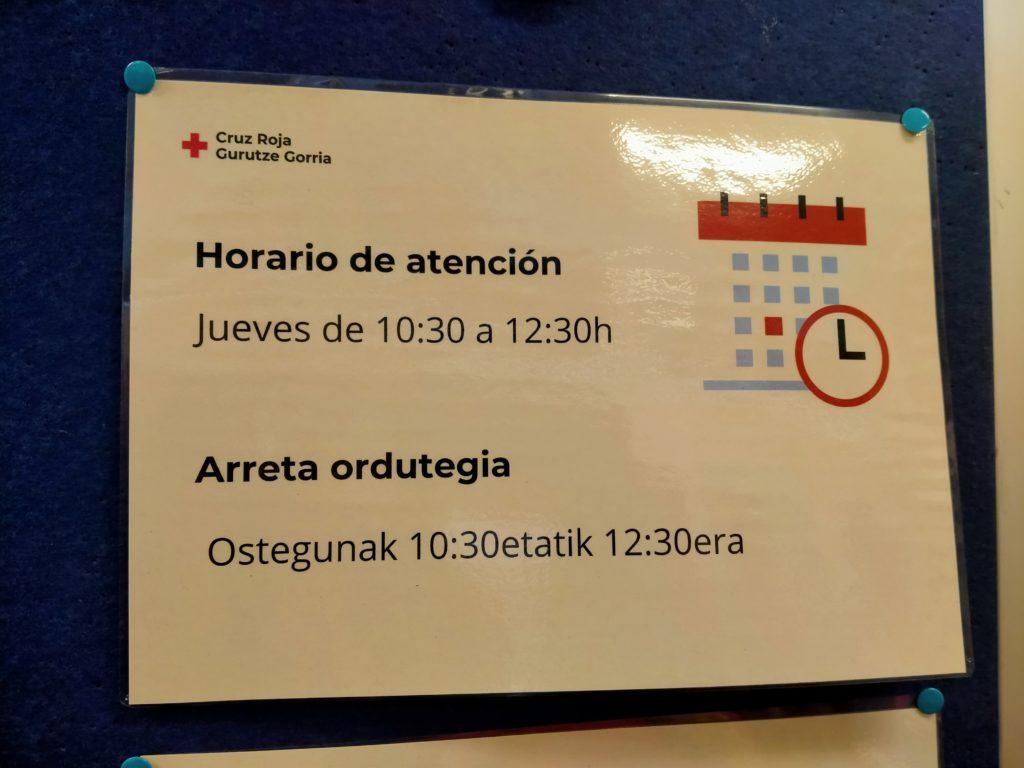 Cruz Roja
Gurutze Gorria
Horario de atención
Jueves de 10:30 a 12:30h
Arreta ordutegia
Ostegunak 10:30etatik 12:30era